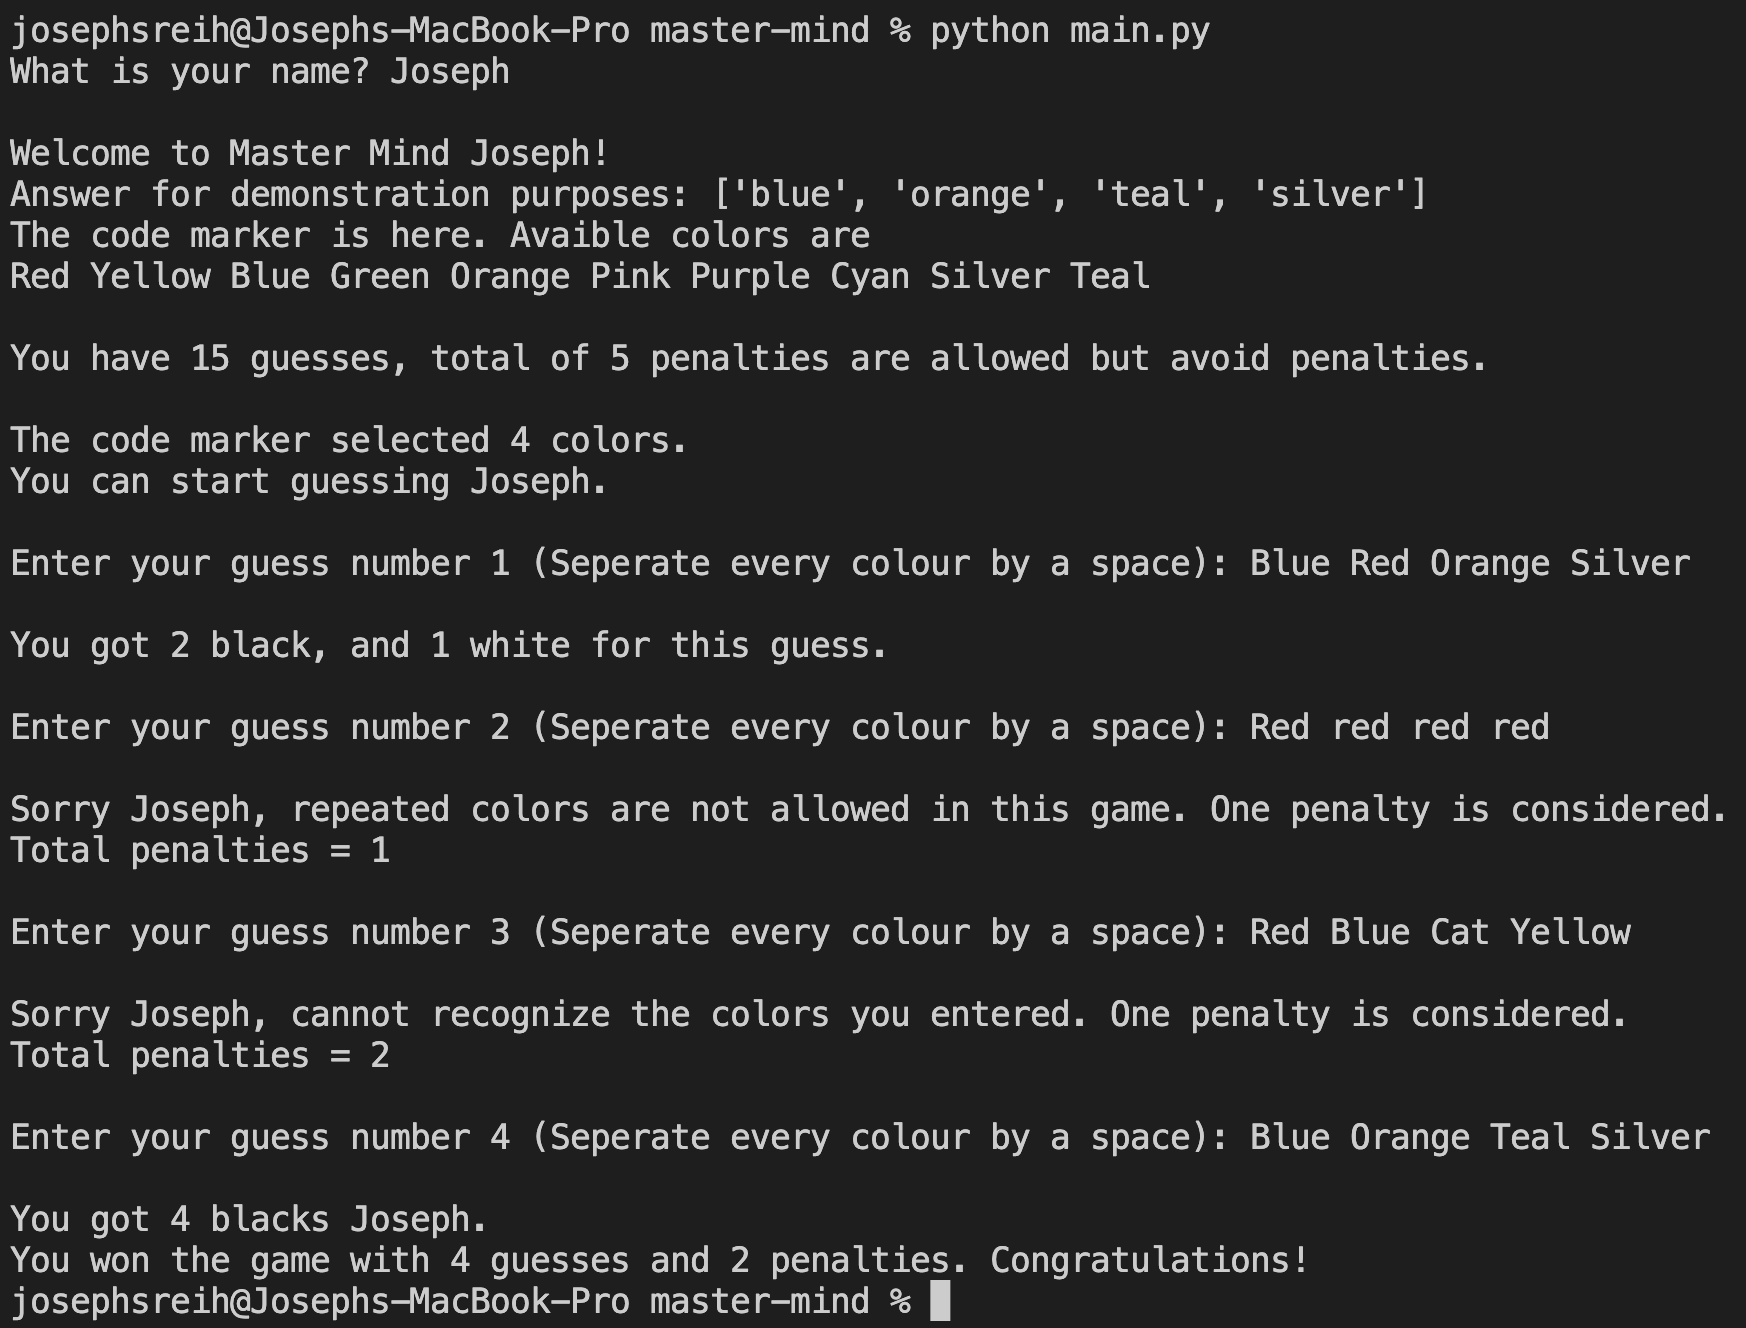 josephsreih@Josephs-MacBook-Pro master-mind % python main.py
What is your name? Joseph
Welcome to Master Mind Joseph!
Answer for demonstration purposes: ['blue', 'orange', 'teal', 'silver']
The code marker is here. Avaible colors are
Red Yellow Blue Green Orange Pink Purple Cyan Silver Teal
You have 15 guesses, total of 5 penalties are allowed but avoid penalties.
The code marker selected 4 colors.
You can start guessing Joseph.
Enter your guess number 1 (Seperate every colour by a space): Blue Red Orange Silver
You got 2 black, and 1 white for this guess.
Enter your guess number 2 (Seperate every colour by a space): Red red red red
Sorry Joseph, repeated colors are not allowed in this game. One penalty is considered.
Total penalties = 1
Enter your guess number 3 (Seperate every colour by a space): Red Blue Cat Yellow
Sorry Joseph, cannot recognize the colors you entered. One penalty is considered.
Total penalties = 2
Enter your guess number 4 (Seperate every colour by a space): Blue Orange Teal Silver
You got 4 blacks Joseph.
You won the game with 4 guesses and 2 penalties. Congratulations!
josephsreih@Josephs-MacBook-Pro master-mind %